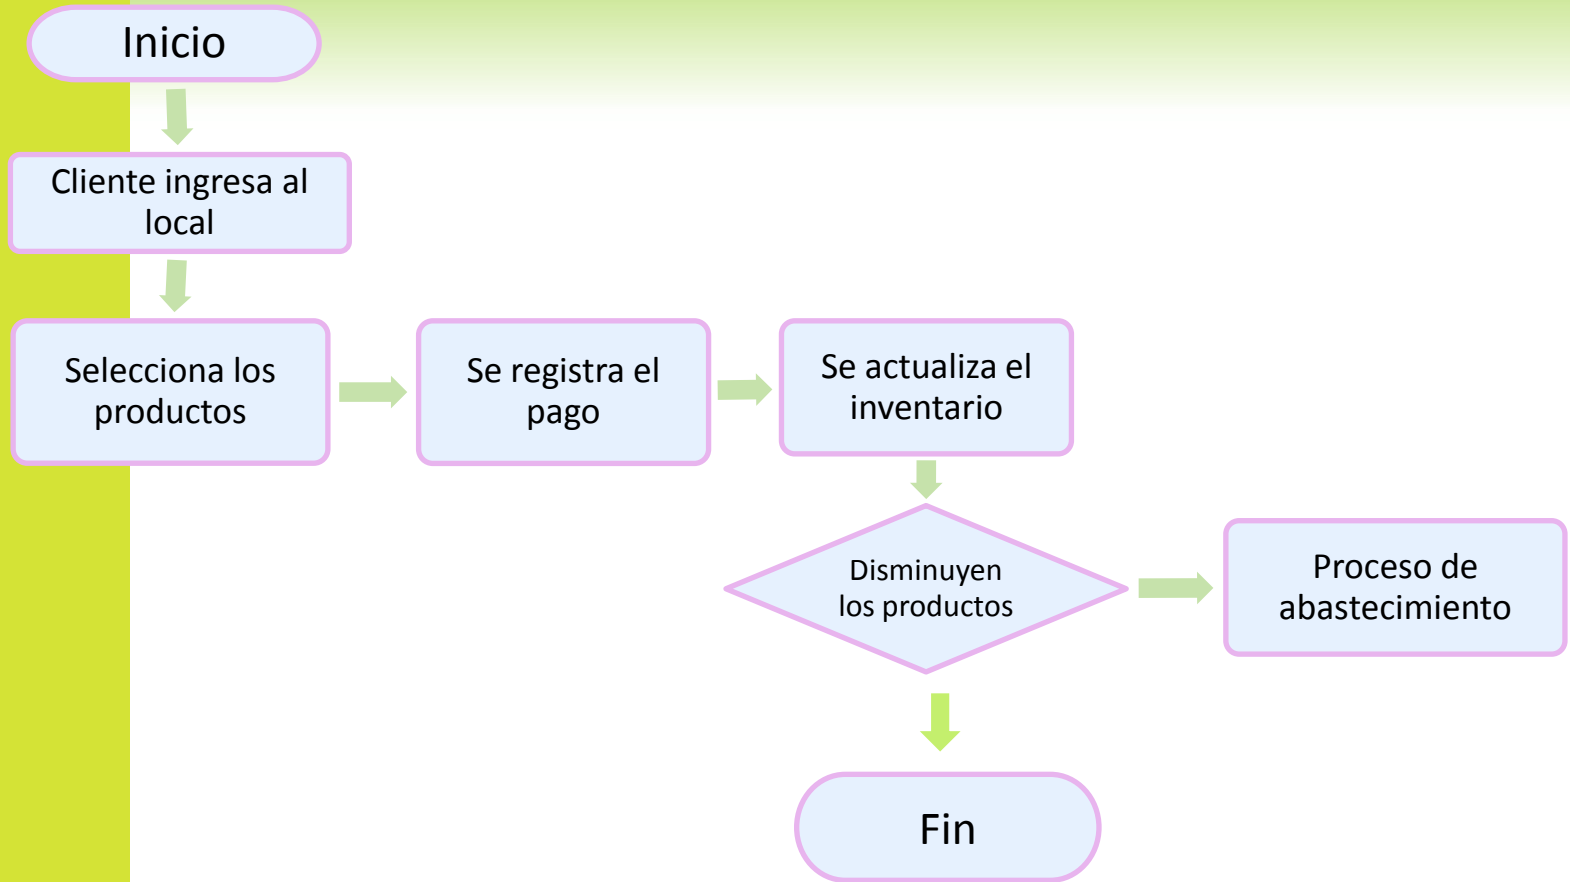 Inicio
Cliente ingresa al
local
Selecciona los
productos
Se registra el
pago
Se actualiza el
inventario
Disminuyen
los productos
Proceso de
abastecimiento
Fin